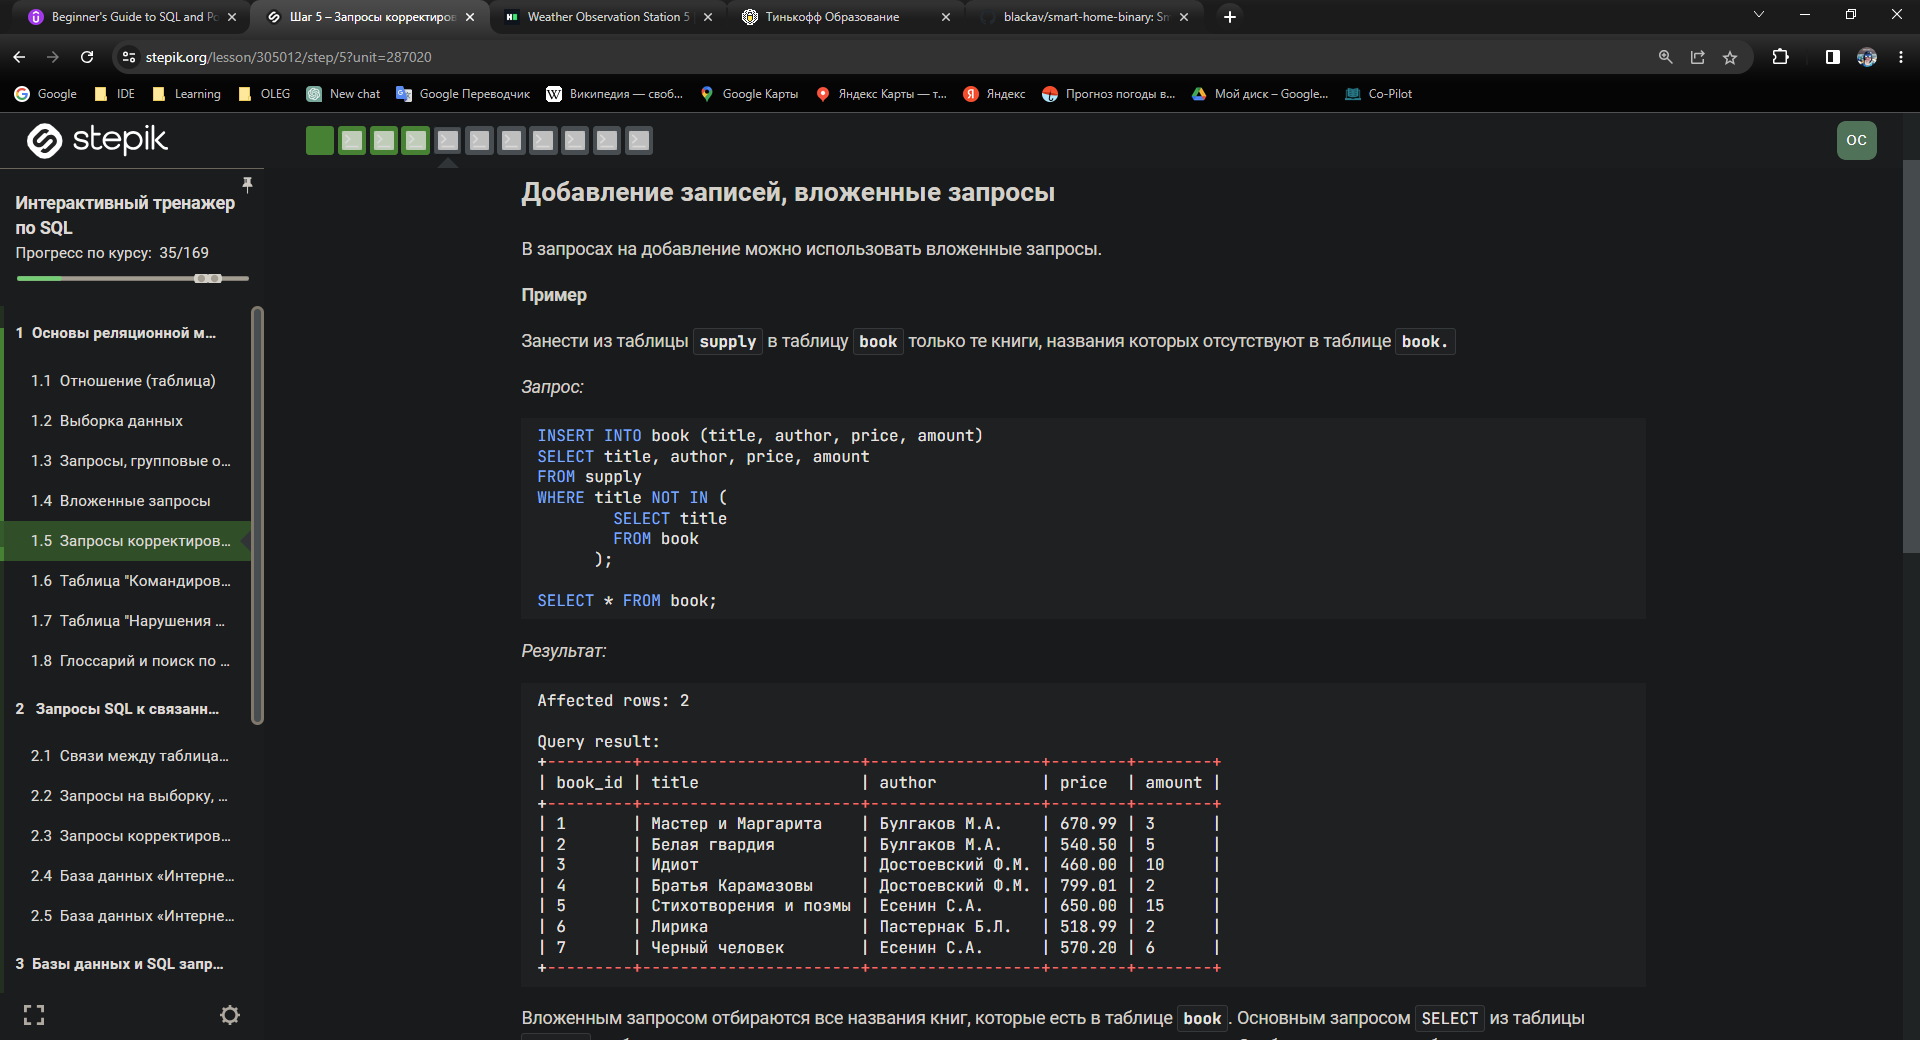 Beginner's Guide to SQL and Po
Шаг 5 – Запросы корректиров
Weather Observation Station 5
Тинькофф Образование
blackav/smart-home-binary: Sm
stepik.org/lesson/305012/step/5?unit=287020
Google
IDE
Learning
OLEG
New chat
Google Переводчик
Википедия — своб...
Google Карты
Яндекс Карты — т...
Яндекс
Прогноз погоды в...
Мой диск – Google...
Co-Pilot
stepik
OC
Интерактивный тренажер
по SQL
Прогресс по курсу: 35/169
1 Основы реляционной м...
1.1 Отношение (таблица)
1.2 Выборка данных
1.3 Запросы, групповые о...
1.4 Вложенные запросы
1.5 Запросы корректиров...
1.6 Таблица "Командиров...
1.7 Таблица "Нарушения ...
1.8 Глоссарий и поиск по ...
2 Запросы SQL к связанн...
2.1 Связи между таблица...
2.2 Запросы на выборку, ...
2.3 Запросы корректиров...
2.4 База данных «Интерне...
2.5 База данных «Интерне...
3 Базы данных и SQL запр...
Добавление записей, вложенные запросы
В запросах на добавление можно использовать вложенные запросы.
Пример
Занести из таблицы supply в таблицу book только те книги, названия которых отсутствуют в таблице book.
Запрос:
INSERT INTO book (title, author, price, amount)
SELECT title, author, price, amount
FROM supply
WHERE title NOT IN (
SELECT title
FROM book
);
SELECT * FROM book;
Результат:
Affected rows: 2
Query result:
+---------+-----------------------+------------------+--------+--------+
| book_id | title | author | price | amount |
+---------+-----------------------+------------------+--------+--------+
| 1 | Мастер и Маргарита | Булгаков М.А. | 670.99 | 3 |
| 2 | Белая гвардия | Булгаков М.А. | 540.50 | 5 |
| 3 | Идиот | Достоевский Ф.М. | 460.00 | 10 |
| 4 | Братья Карамазовы | Достоевский Ф.М. | 799.01 | 2 |
| 5 | Стихотворения и поэмы | Есенин С.А. | 650.00 | 15 |
| 6 | Лирика | Пастернак Б.Л. | 518.99 | 2 |
| 7 | Черный человек | Есенин С.А. | 570.20 | 6 |
+---------+-----------------------+------------------+--------+--------+
Вложенным запросом отбираются все названия книг, которые есть в таблице book. Основным запросом SELECT из таблицы